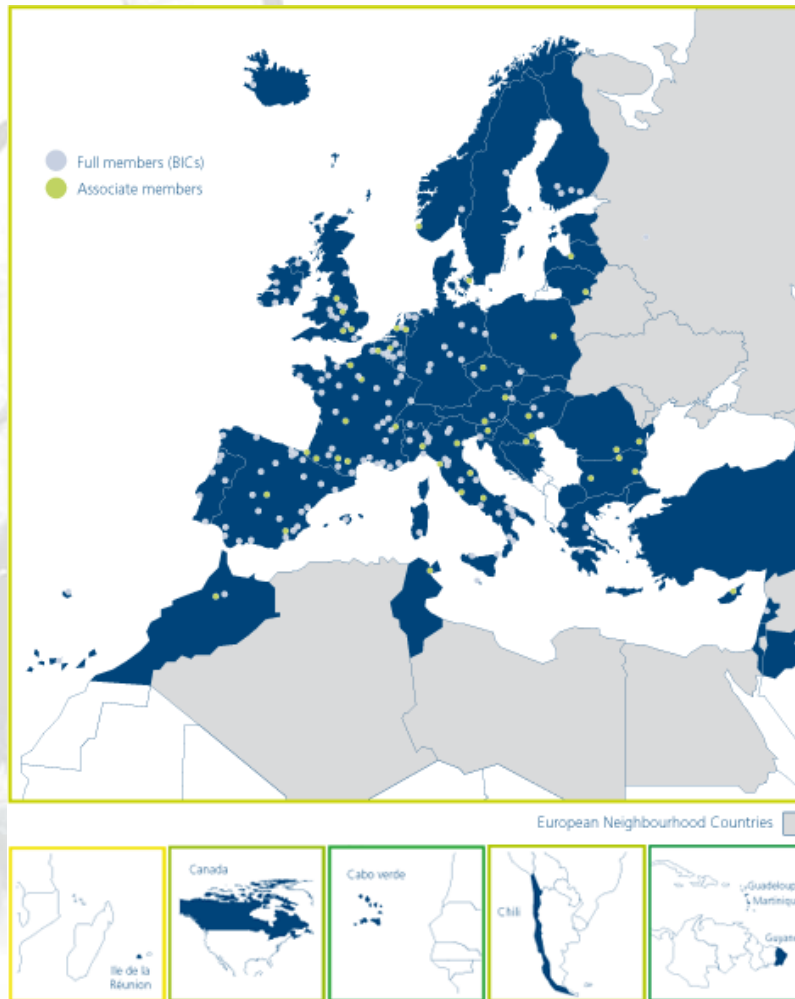 Full members (BICs)
Associate members
European Neighbourhood Countries
Canada
Cabo verde
Chili
Guadeloup
Martiniqu
Guyan
Ile de la
Réunion